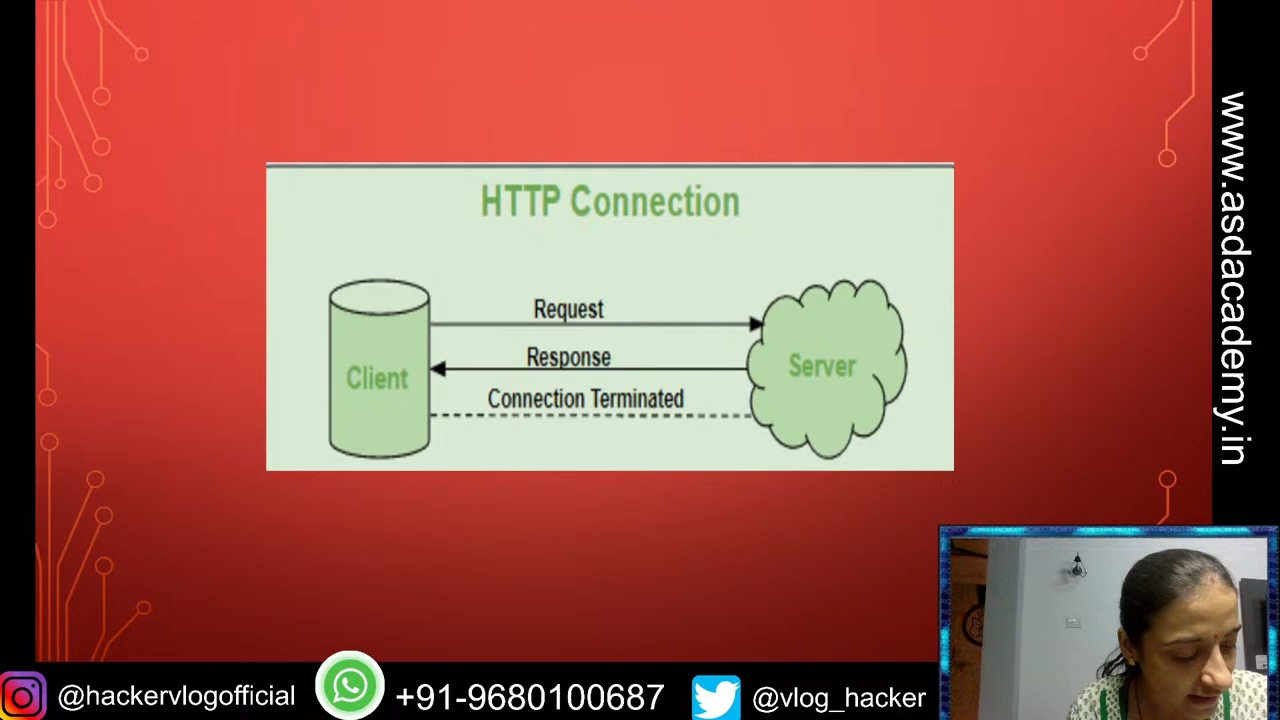 HTTP Connection
Request
Response
Connection Terminated
Client
Server
www.asdacademy.in
@hackervlogofficial
+91-9680100687
@vlog_hacker